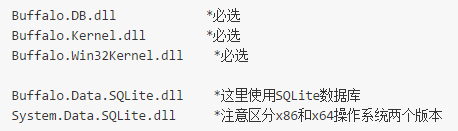 Buffalo.DB.dll *必选
Buffalo.Kernel.dll *必选
Buffalo.Win32Kernel.dll *必选
Buffalo.Data.SQLite.dll *这里使用SQLite数据库
System.Data.SQLite.dll *注意区分x86和x64操作系统两个版本